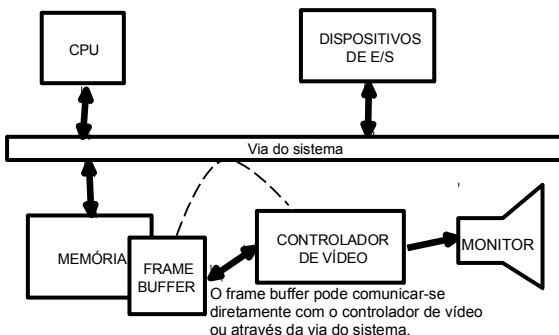 CPU
DISPOSITIVOS
DE E/S
Via do sistema
MEMÓRIA
FRAME
BUFFER
CONTROLADOR
DE VÍDEO
MONITOR
O frame buffer pode comunicar-se
diretamente com o controlador de vídeo
ou através da via do sistema.